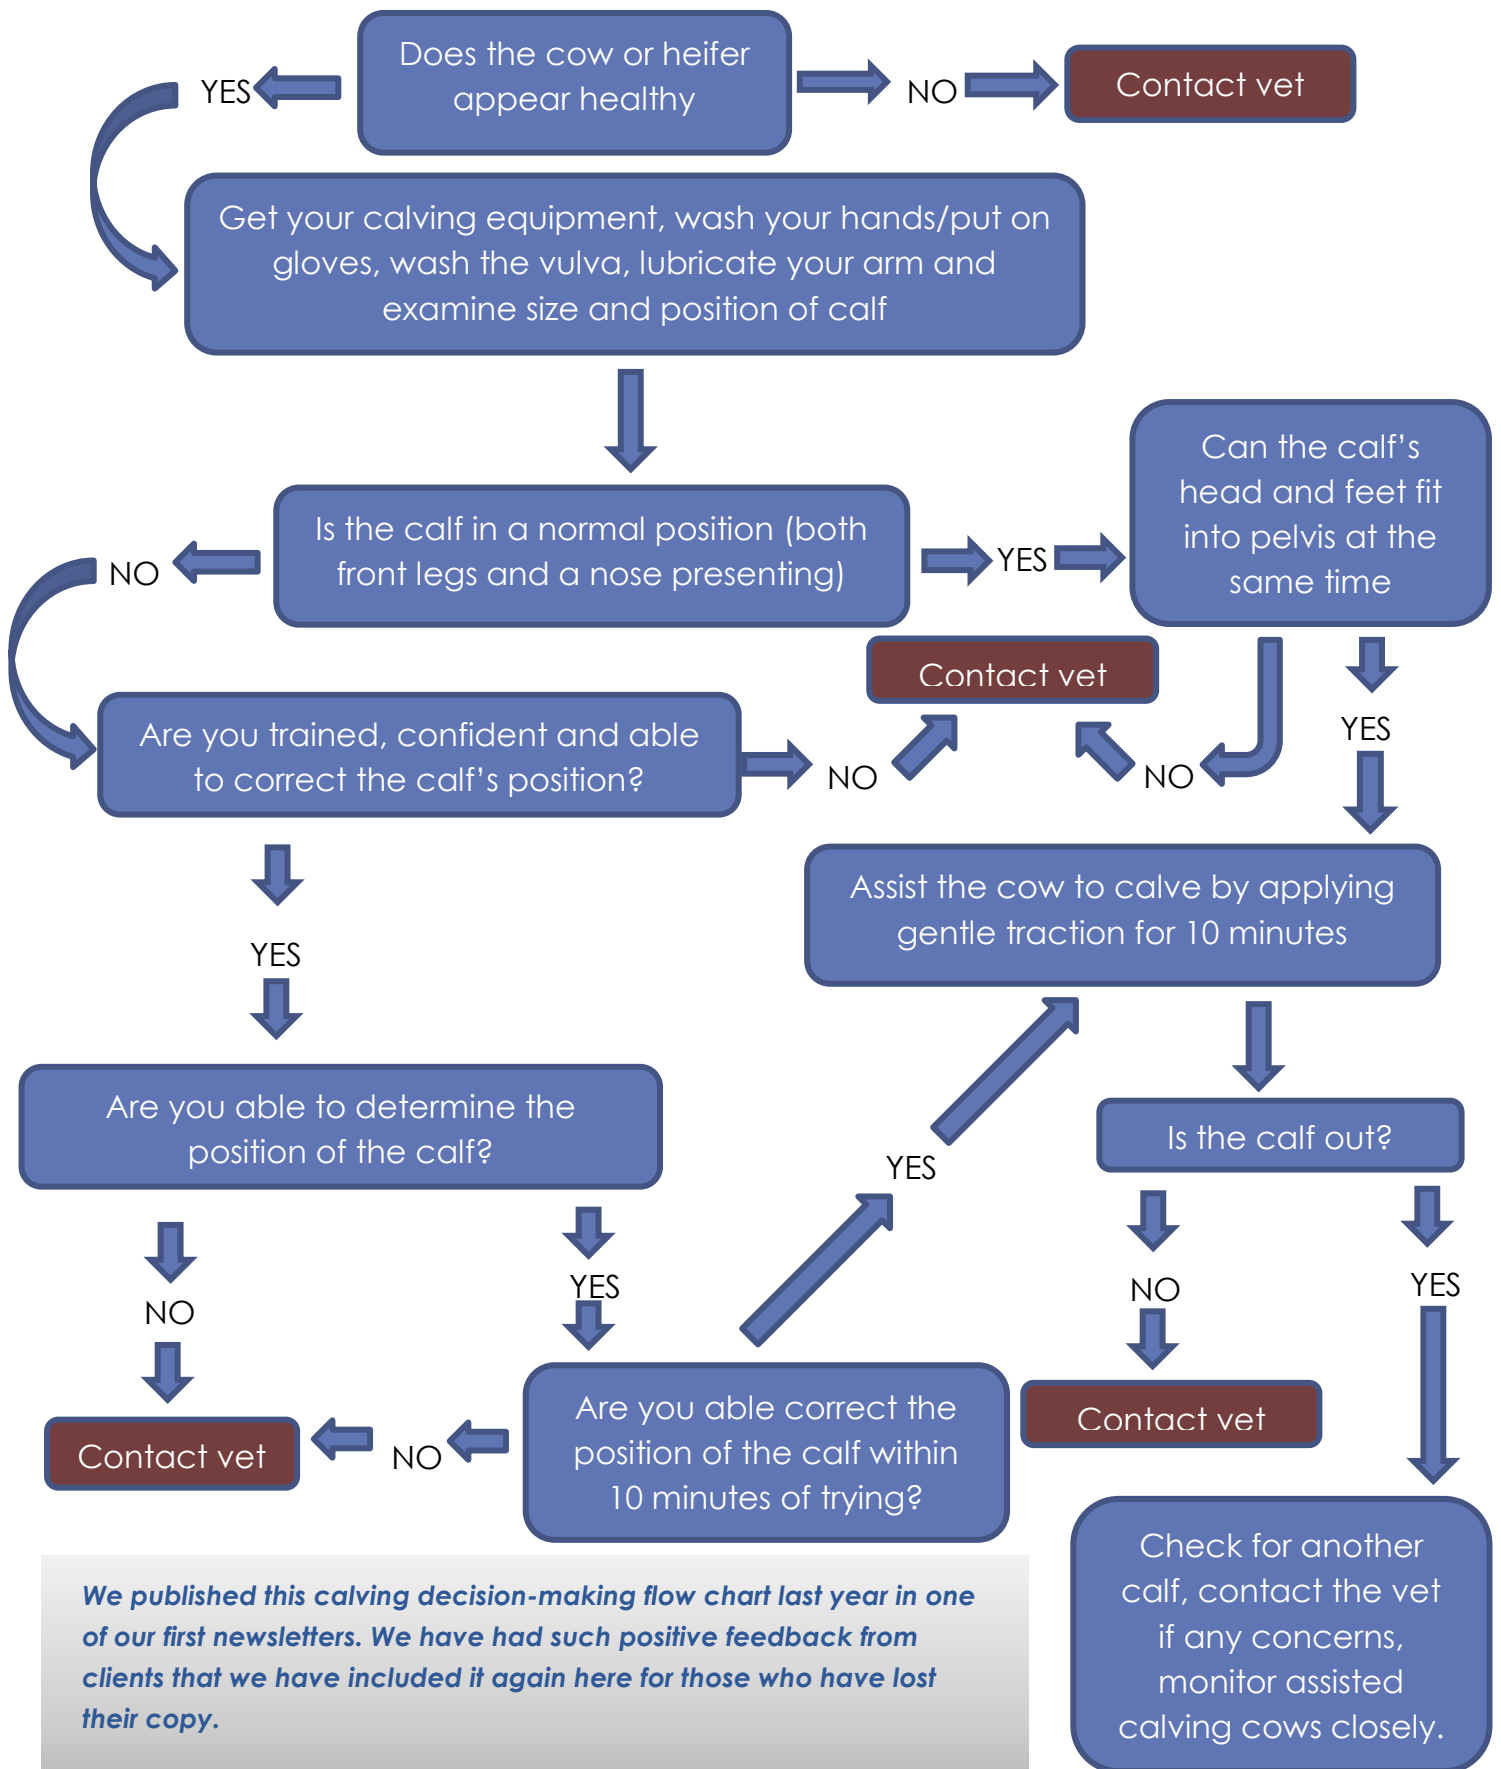 Does the cow or heifer
appear healthy
YES
NO
Contact vet
Get your calving equipment, wash your hands/put on
gloves, wash the vulva, lubricate your arm and
examine size and position of calf
Is the calf in a normal position (both
front legs and a nose presenting)
NO
YES
Can the calf’s
head and feet fit
into pelvis at the
same time
Contact vet
Are you trained, confident and able
to correct the calf’s position?
NO
NO
YES
Assist the cow to calve by applying
gentle traction for 10 minutes
YES
Are you able to determine the
position of the calf?
YES
Is the calf out?
NO
YES
NO
YES
Contact vet
NO
Are you able correct the
position of the calf within
10 minutes of trying?
Contact vet
Check for another
calf, contact the vet
if any concerns,
monitor assisted
calving cows closely.
We published this calving decision-making flow chart last year in one
of our first newsletters. We have had such positive feedback from
clients that we have included it again here for those who have lost
their copy.